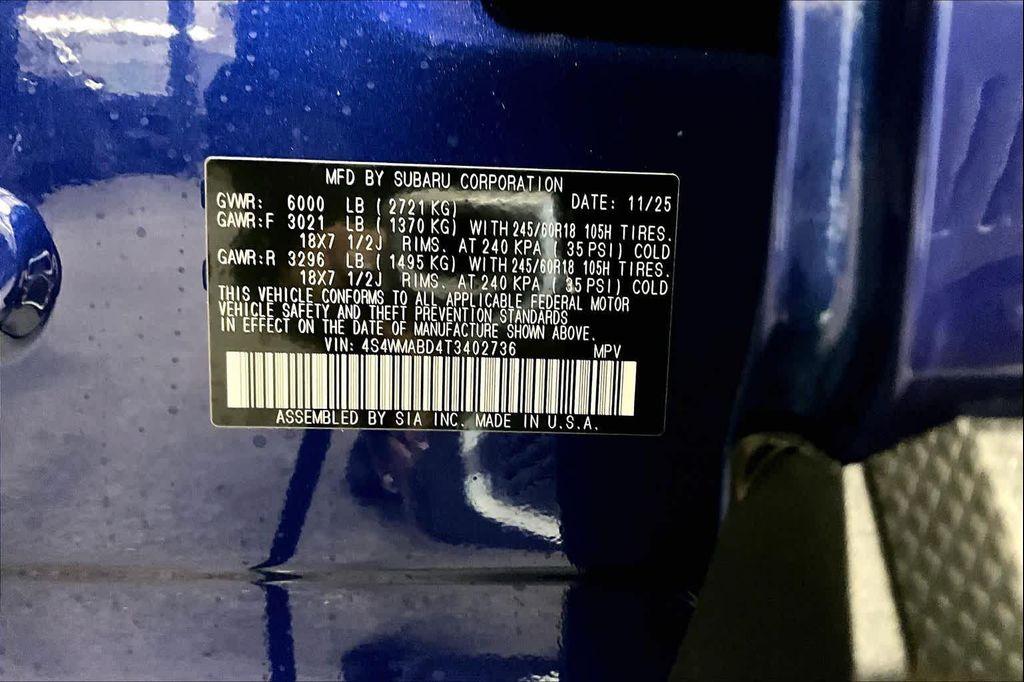 MFD BY SUBARU CORPORATION
GVWR: 6000 LB ( 2721 KG) DATE: 11/25
GAWR:F 3021 LB ( 1370 KG) WITH 245/60R18 105H TIRES.
18X7 1/2J RIMS. AT 240 KPA ( 35 PSI) COLD
GAWR:R 3296 LB ( 1495 KG) WITH 245/60R18 105H TIRES.
18X7 1/2J RIMS. AT 240 KPA ( 35 PSI) COLD
THIS VEHICLE CONFORMS TO ALL APPLICABLE FEDERAL MOTOR
VEHICLE SAFETY AND THEFT PREVENTION STANDARDS
IN EFFECT ON THE DATE OF MANUFACTURE SHOWN ABOVE.
VIN: 4S4WMABD4T3402736 MPV
ASSEMBLED BY SIA INC. MADE IN U.S.A.